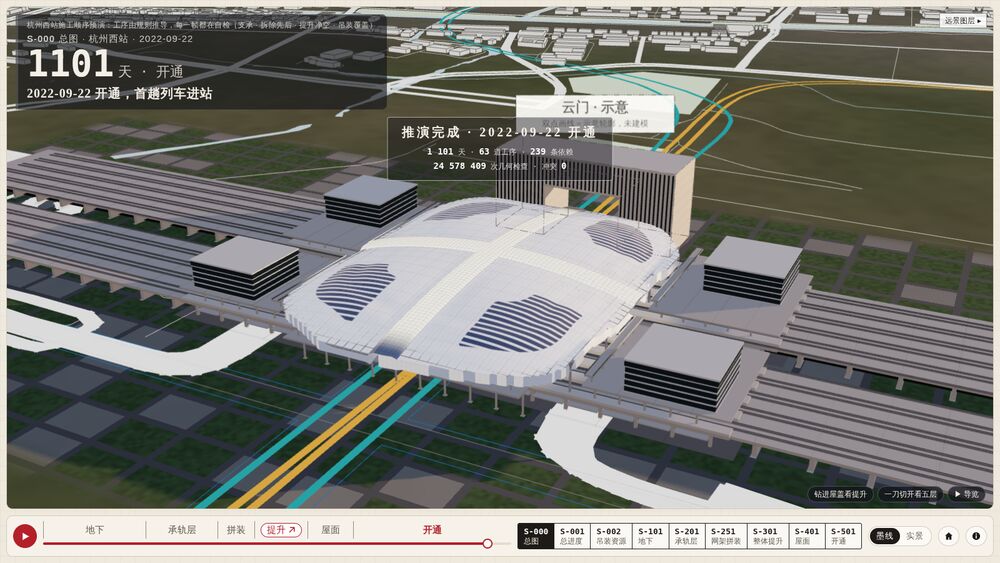 杭州西站施工顺序推演：工序由规则推导，每一帧都在自检（支承 · 拆除先后 · 提升净空 · 吊装覆盖）
S-000 总图 · 杭州西站 · 2022-09-22
1101 天 · 开通
2022-09-22 开通，首趟列车进站
远景图层 ▸
云门 · 示意
推演完成 · 2022-09-22 开通
1 101 天 · 63 道工序 · 239 条依赖
24 578 409 次几何检查 · 冲突 0
钻进屋盖看提升
一刀切开看五层
▶ 导览
地下
承轨层
拼装
提升 ↗
屋面
开通
S-000 总图
S-001 总进度
S-002 吊装资源
S-101 地下
S-201 承轨层
S-251 网架拼装
S-301 整体提升
S-401 屋面
S-501 开通
墨线
实景